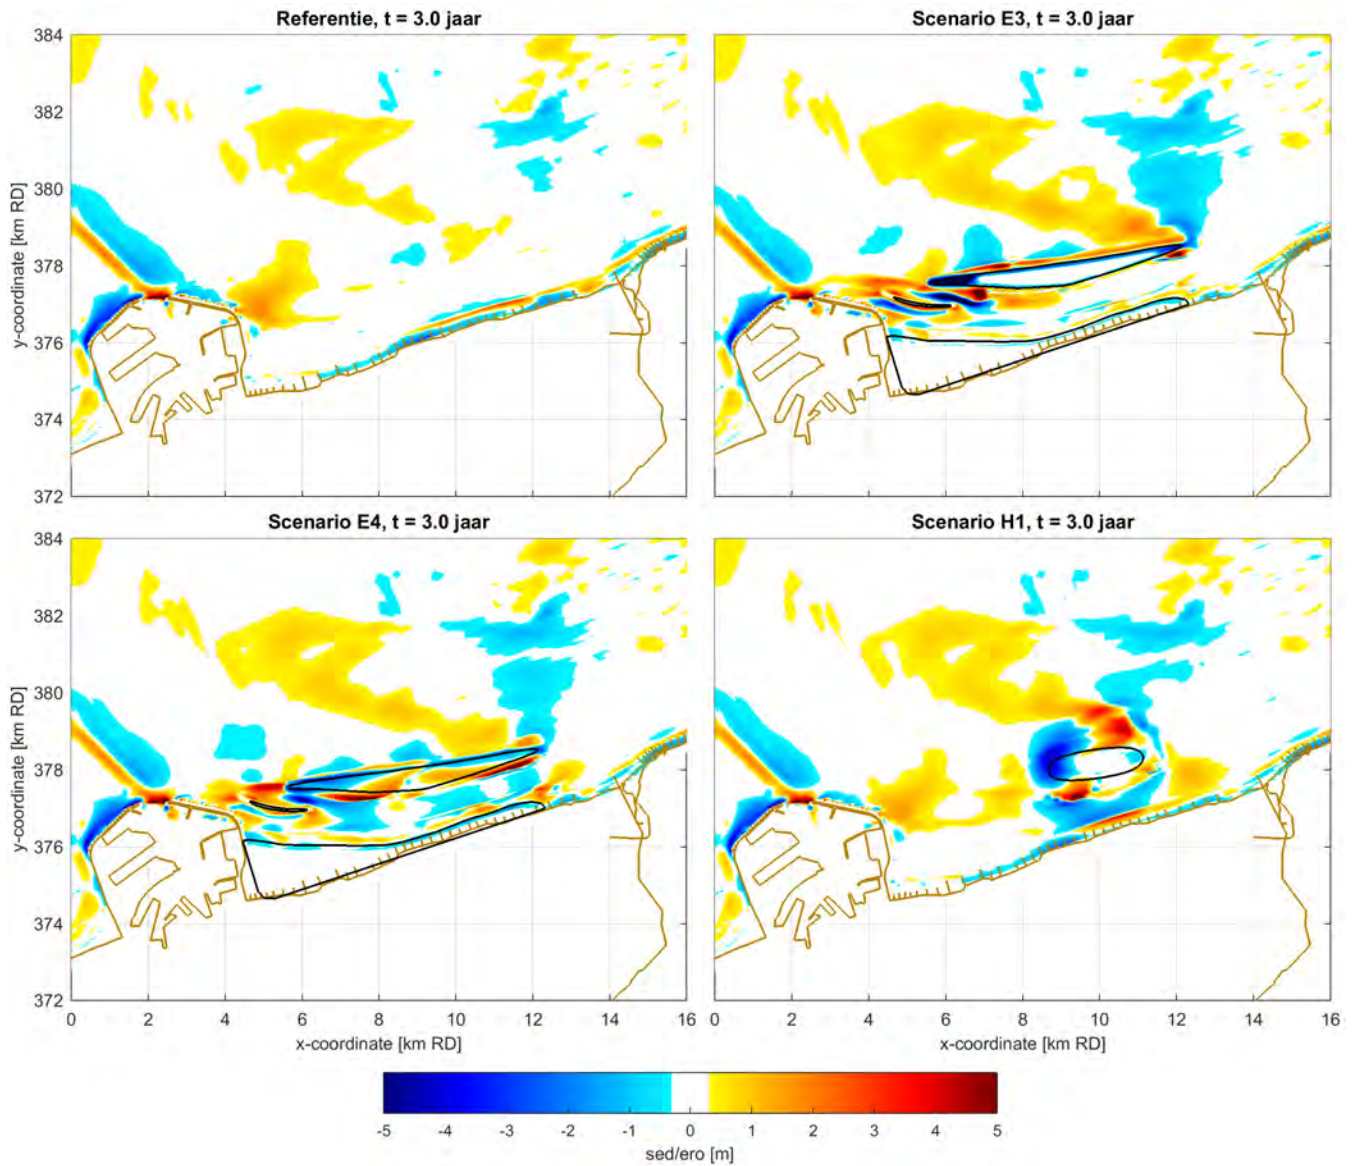 Referentie, t = 3.0 jaar
Scenario E3, t = 3.0 jaar
384
382
380
378
376
374
372
y-coordinate [km RD]
Scenario E4, t = 3.0 jaar
Scenario H1, t = 3.0 jaar
384
382
380
378
376
374
372
y-coordinate [km RD]
0 2 4 6 8 10 12 14 16
0 2 4 6 8 10 12 14 16
x-coordinate [km RD]
x-coordinate [km RD]
-5 -4 -3 -2 -1 0 1 2 3 4 5
sed/ero [m]